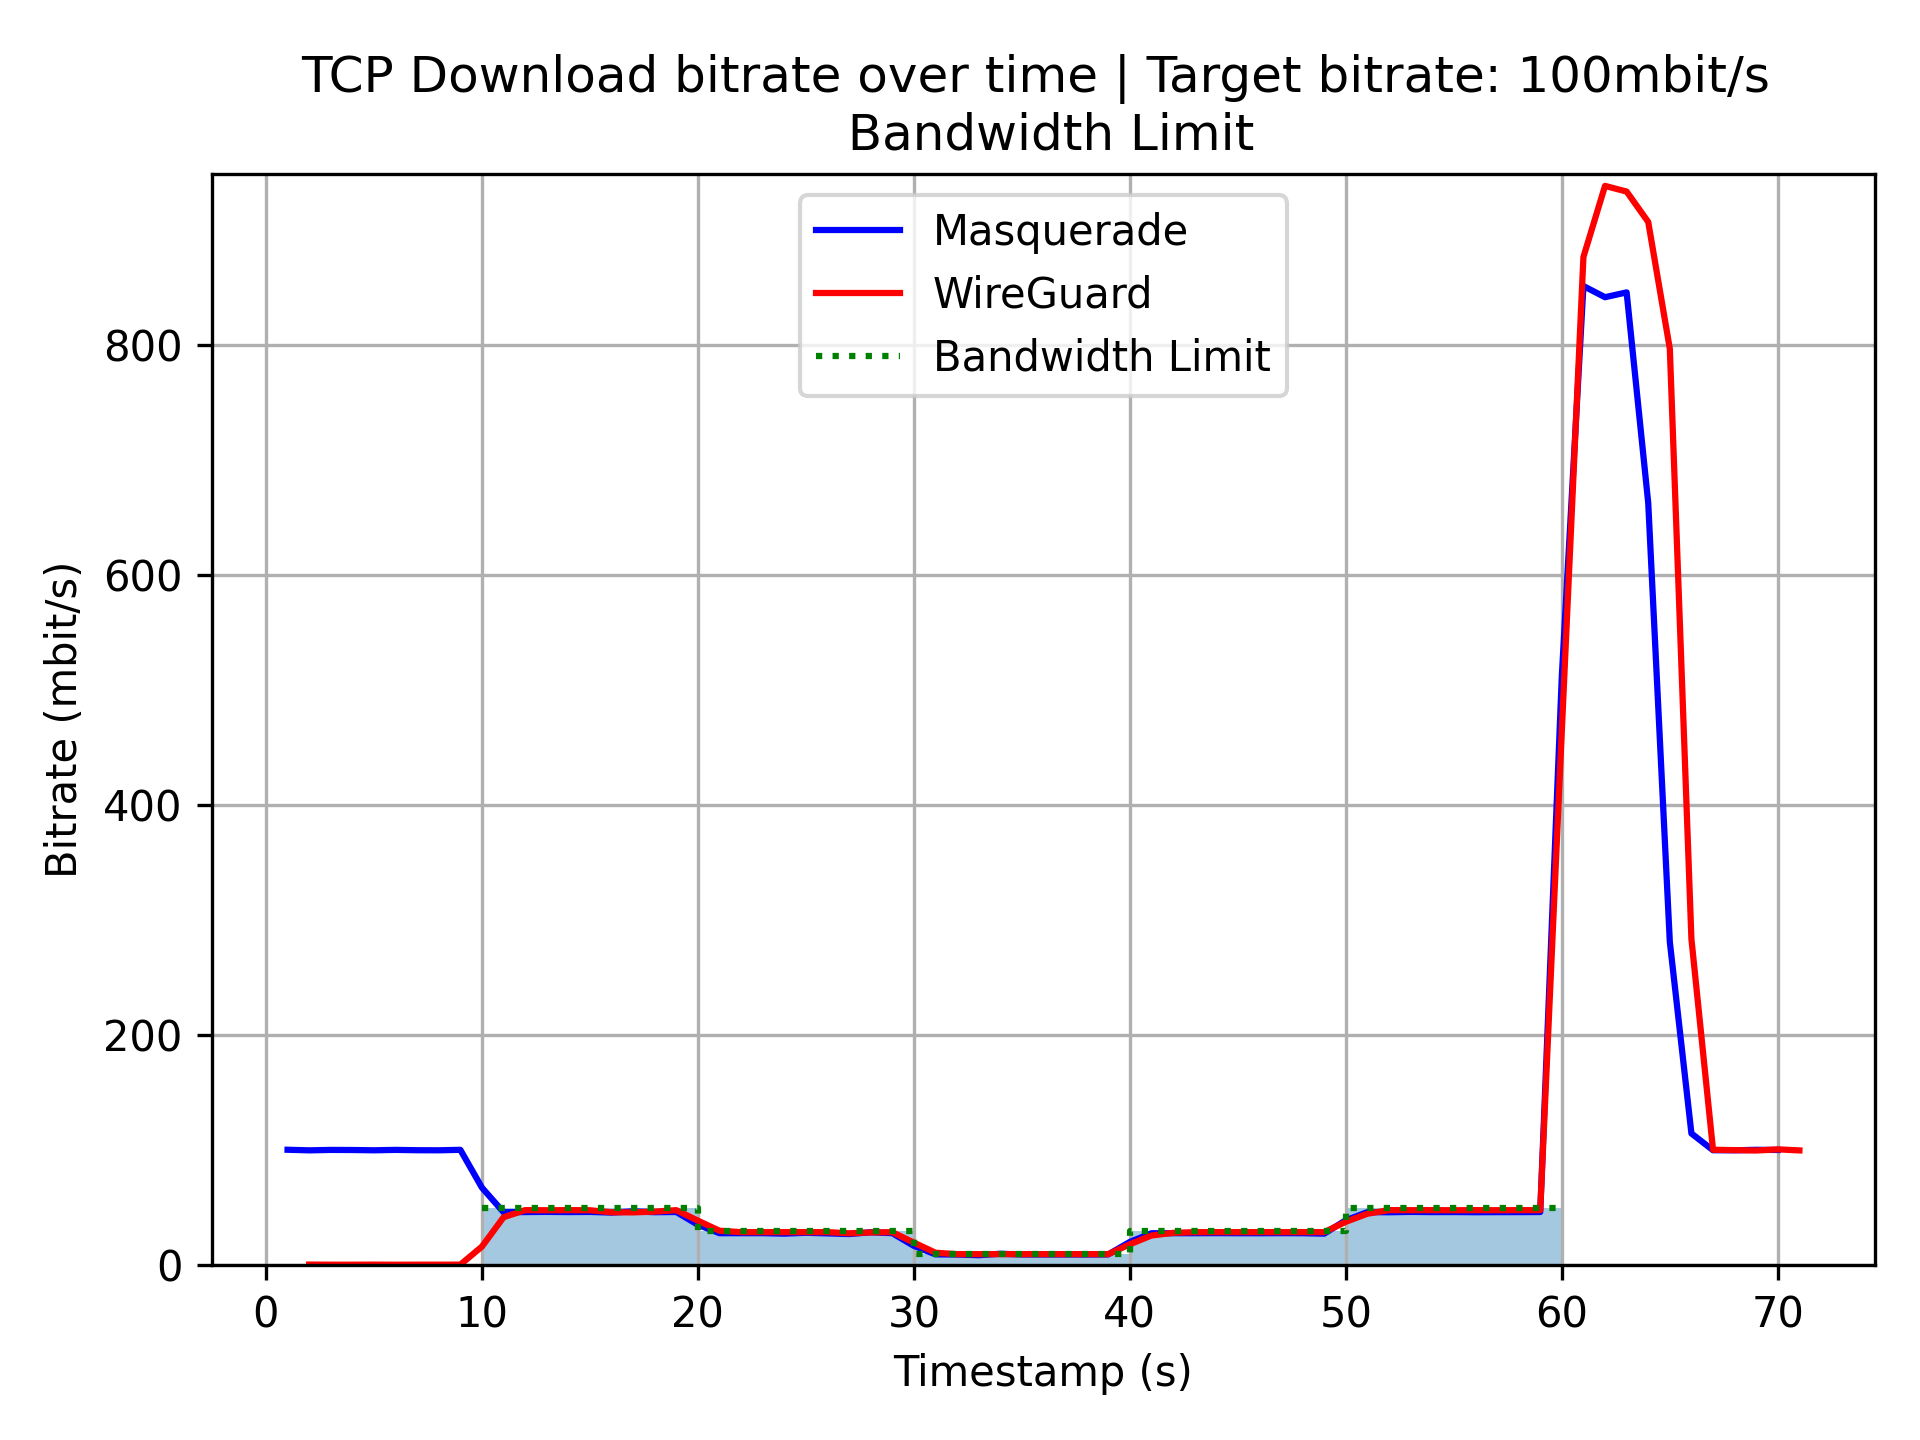 TCP Download bitrate over time | Target bitrate: 100mbit/s
Bandwidth Limit
Masquerade
WireGuard
Bandwidth Limit
800
600
400
200
0
Bitrate (mbit/s)
0 10 20 30 40 50 60 70
Timestamp (s)